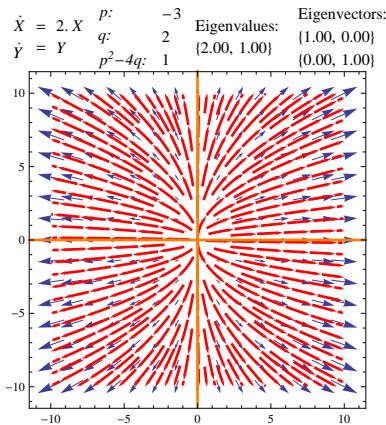 Ẋ = 2. X
Ẏ = Y
p: −3
q: 2
p²−4q: 1
Eigenvalues:
{2.00, 1.00}
Eigenvectors:
{1.00, 0.00}
{0.00, 1.00}
10
5
0
−5
−10
−10 −5 0 5 10